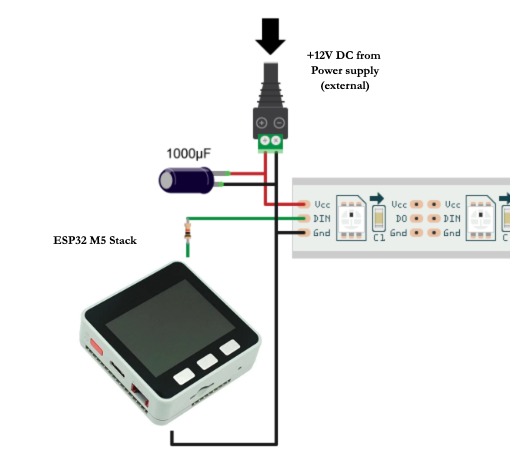 +12V DC from
Power supply
(external)
+ −
1000µF
Vcc Vcc Vcc
DIN DO DIN
Gnd C1 Gnd Gnd C
ESP32 M5 Stack